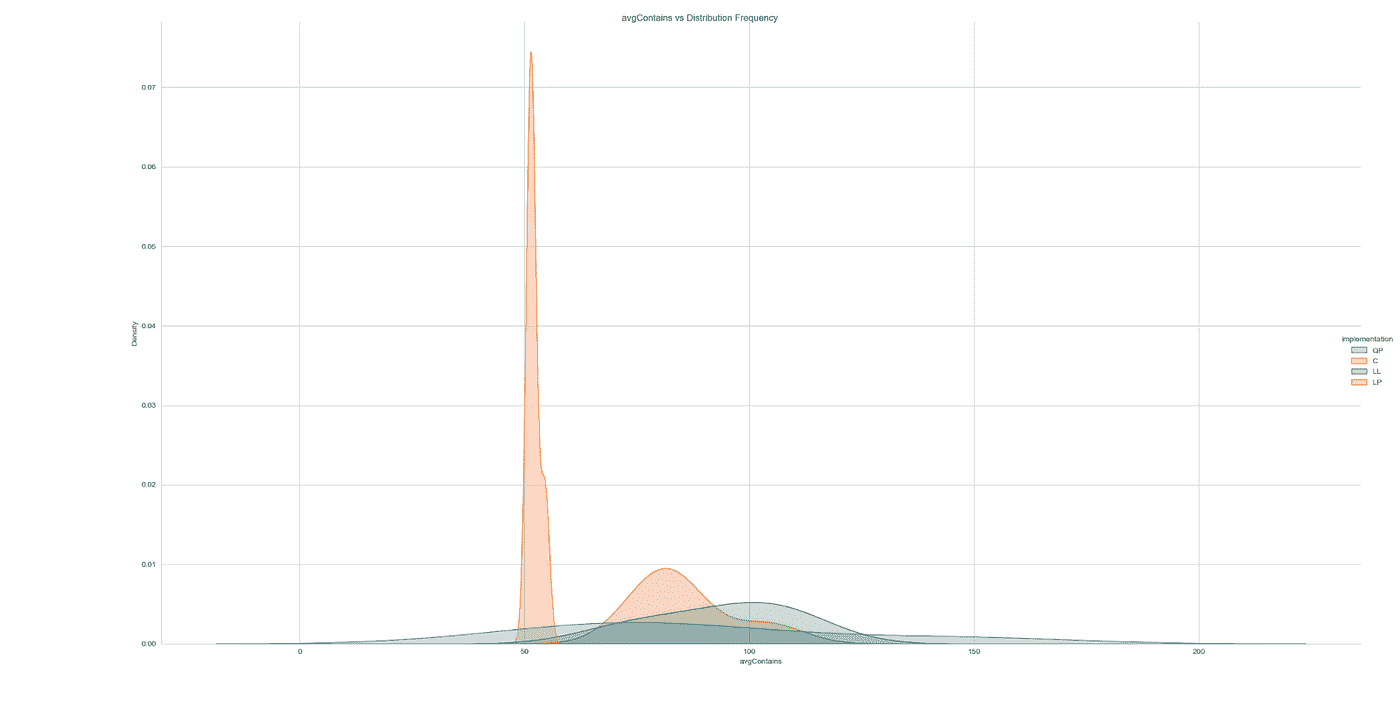 avgContains vs Distribution Frequency
0.07
0.06
0.05
0.04
0.03
0.02
0.01
0.00
Density
0 50 100 150 200
avgContains
implementation
QP
C
LL
LP